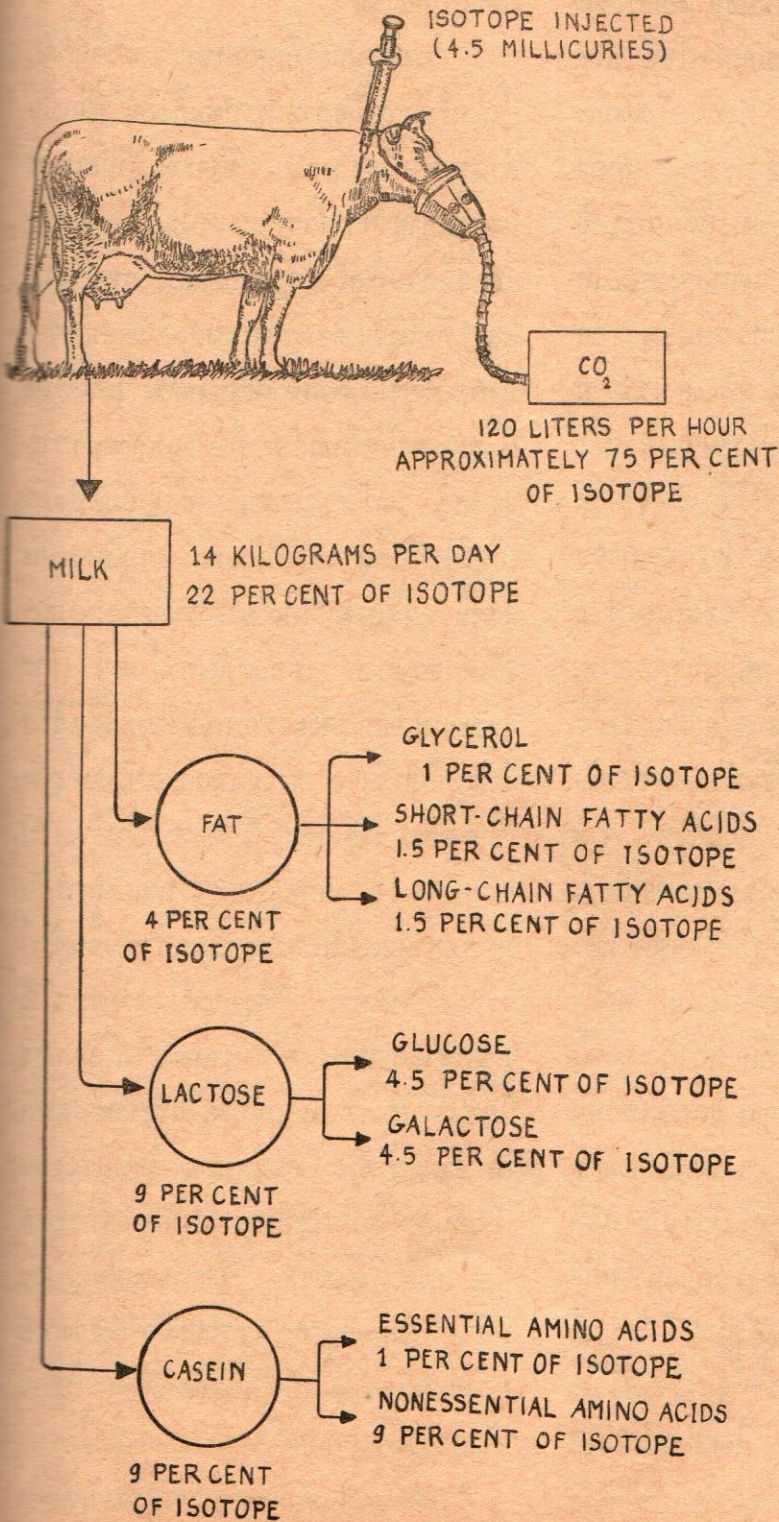 ISOTOPE INJECTED
(4.5 MILLICURIES)
CO2
120 LITERS PER HOUR
APPROXIMATELY 75 PER CENT
OF ISOTOPE
MILK
14 KILOGRAMS PER DAY
22 PER CENT OF ISOTOPE
FAT
4 PER CENT
OF ISOTOPE
GLYCEROL
1 PER CENT OF ISOTOPE
SHORT-CHAIN FATTY ACIDS
1.5 PER CENT OF ISOTOPE
LONG-CHAIN FATTY ACIDS
1.5 PER CENT OF ISOTOPE
LACTOSE
9 PER CENT
OF ISOTOPE
GLUCOSE
4.5 PER CENT OF ISOTOPE
GALACTOSE
4.5 PER CENT OF ISOTOPE
CASEIN
9 PER CENT
OF ISOTOPE
ESSENTIAL AMINO ACIDS
1 PER CENT OF ISOTOPE
NONESSENTIAL AMINO ACIDS
9 PER CENT OF ISOTOPE